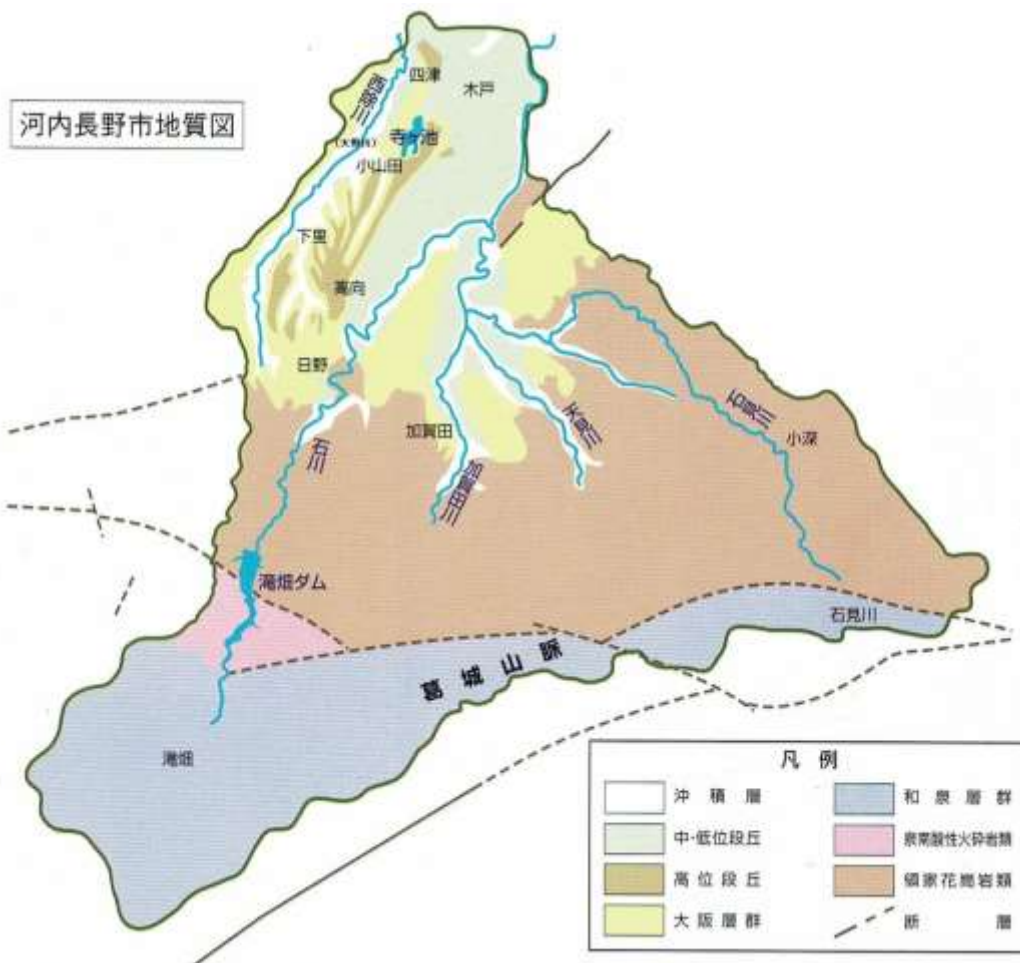 河内長野市地質図
四津
木戸
西除川
寺ヶ池
小山田
下里
高向
日野
加賀田
石川
加賀田川
天見川
石見川
小深
滝畑ダム
石見川
葛城山脈
滝畑
凡例
沖積層
中・低位段丘
高位段丘
大阪層群
和泉層群
泉南酸性火砕岩類
領家花崗岩類
断層